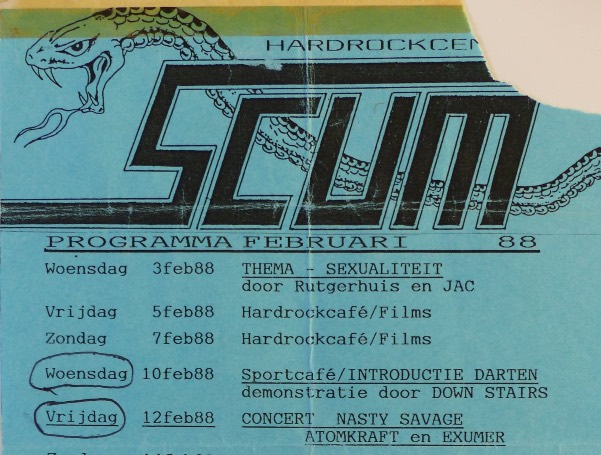 HARDROCKCEN
SCUM
PROGRAMMA FEBRUARI 88
Woensdag 3feb88 THEMA - SEXUALITEIT
door Rutgerhuis en JAC
Vrijdag 5feb88 Hardrockcafé/Films
Zondag 7feb88 Hardrockcafé/Films
Woensdag 10feb88 Sportcafé/INTRODUCTIE DARTEN
demonstratie door DOWN STAIRS
Vrijdag 12feb88 CONCERT NASTY SAVAGE
ATOMKRAFT en EXUMER